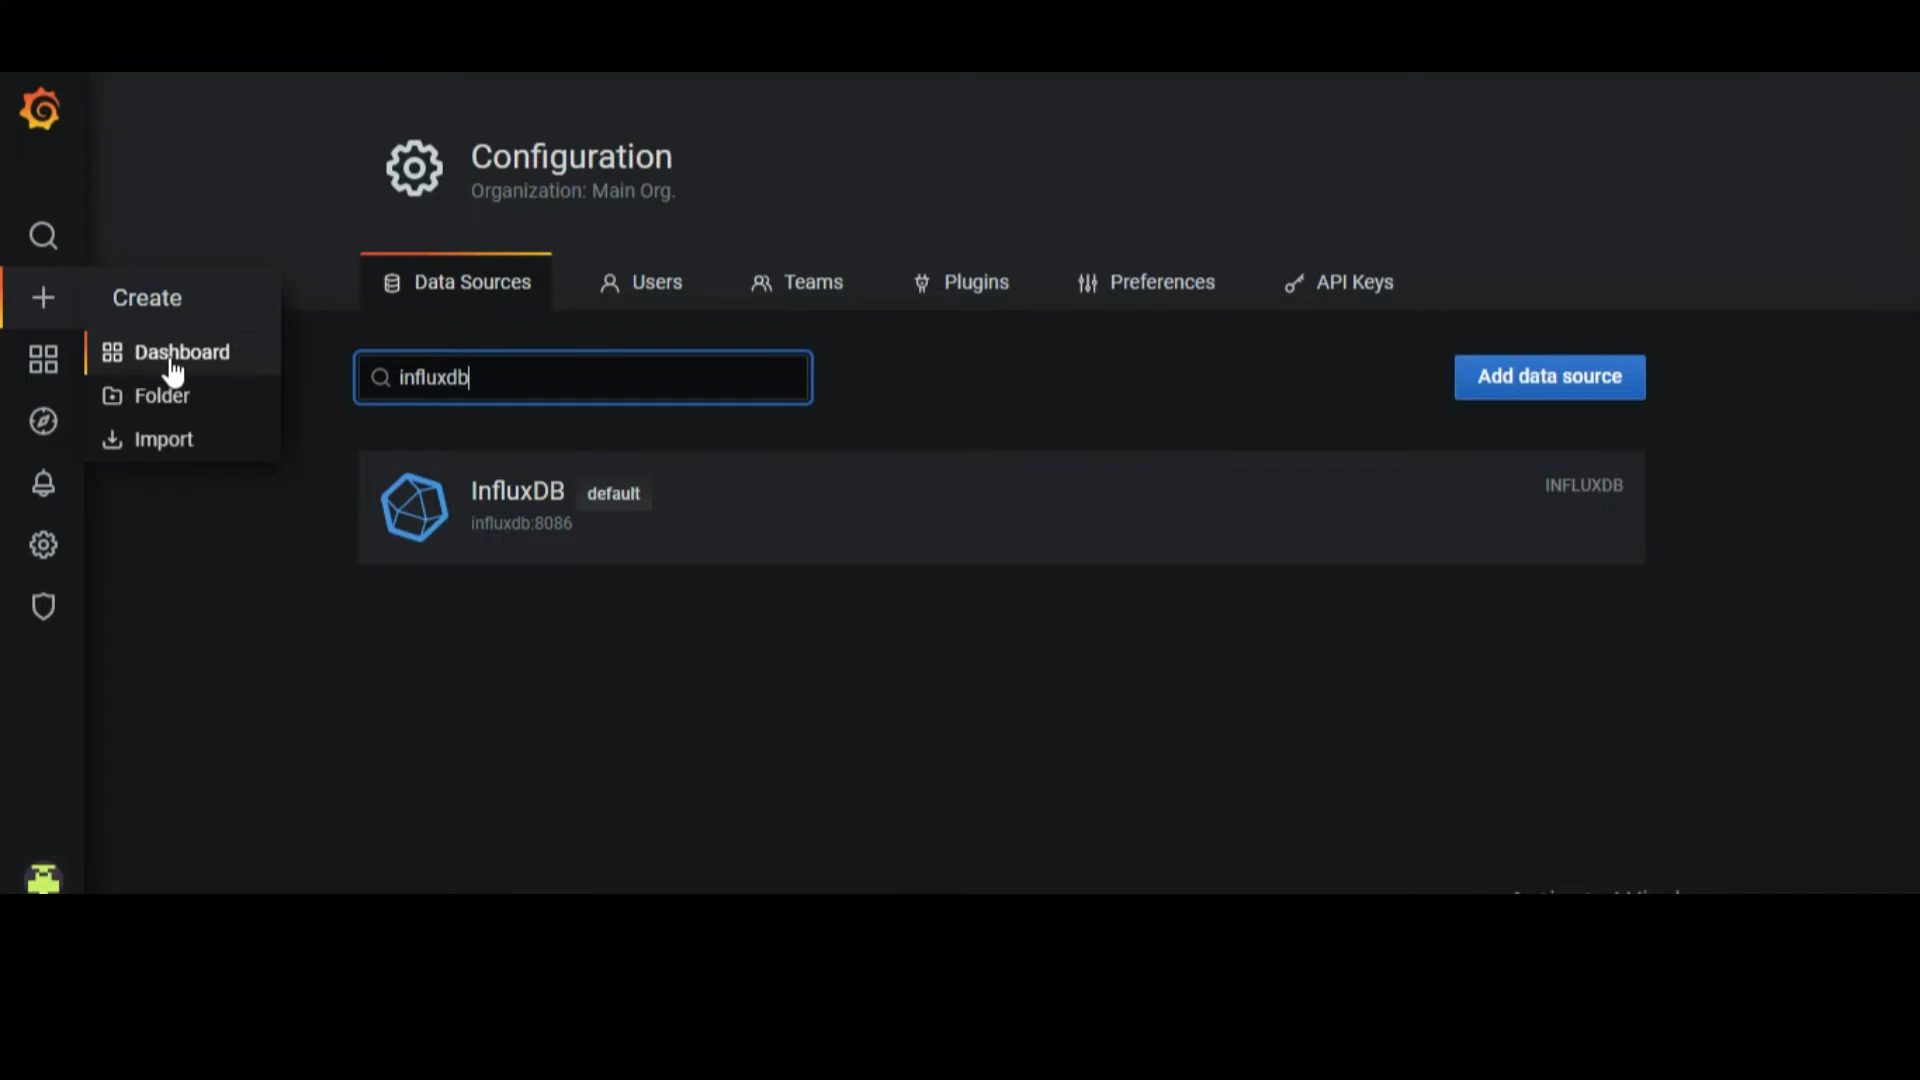 Configuration
Organization: Main Org.
Data Sources
Users
Teams
Plugins
Preferences
API Keys
Create
Dashboard
Folder
Import
influxdb
Add data source
InfluxDB default
influxdb:8086
INFLUXDB